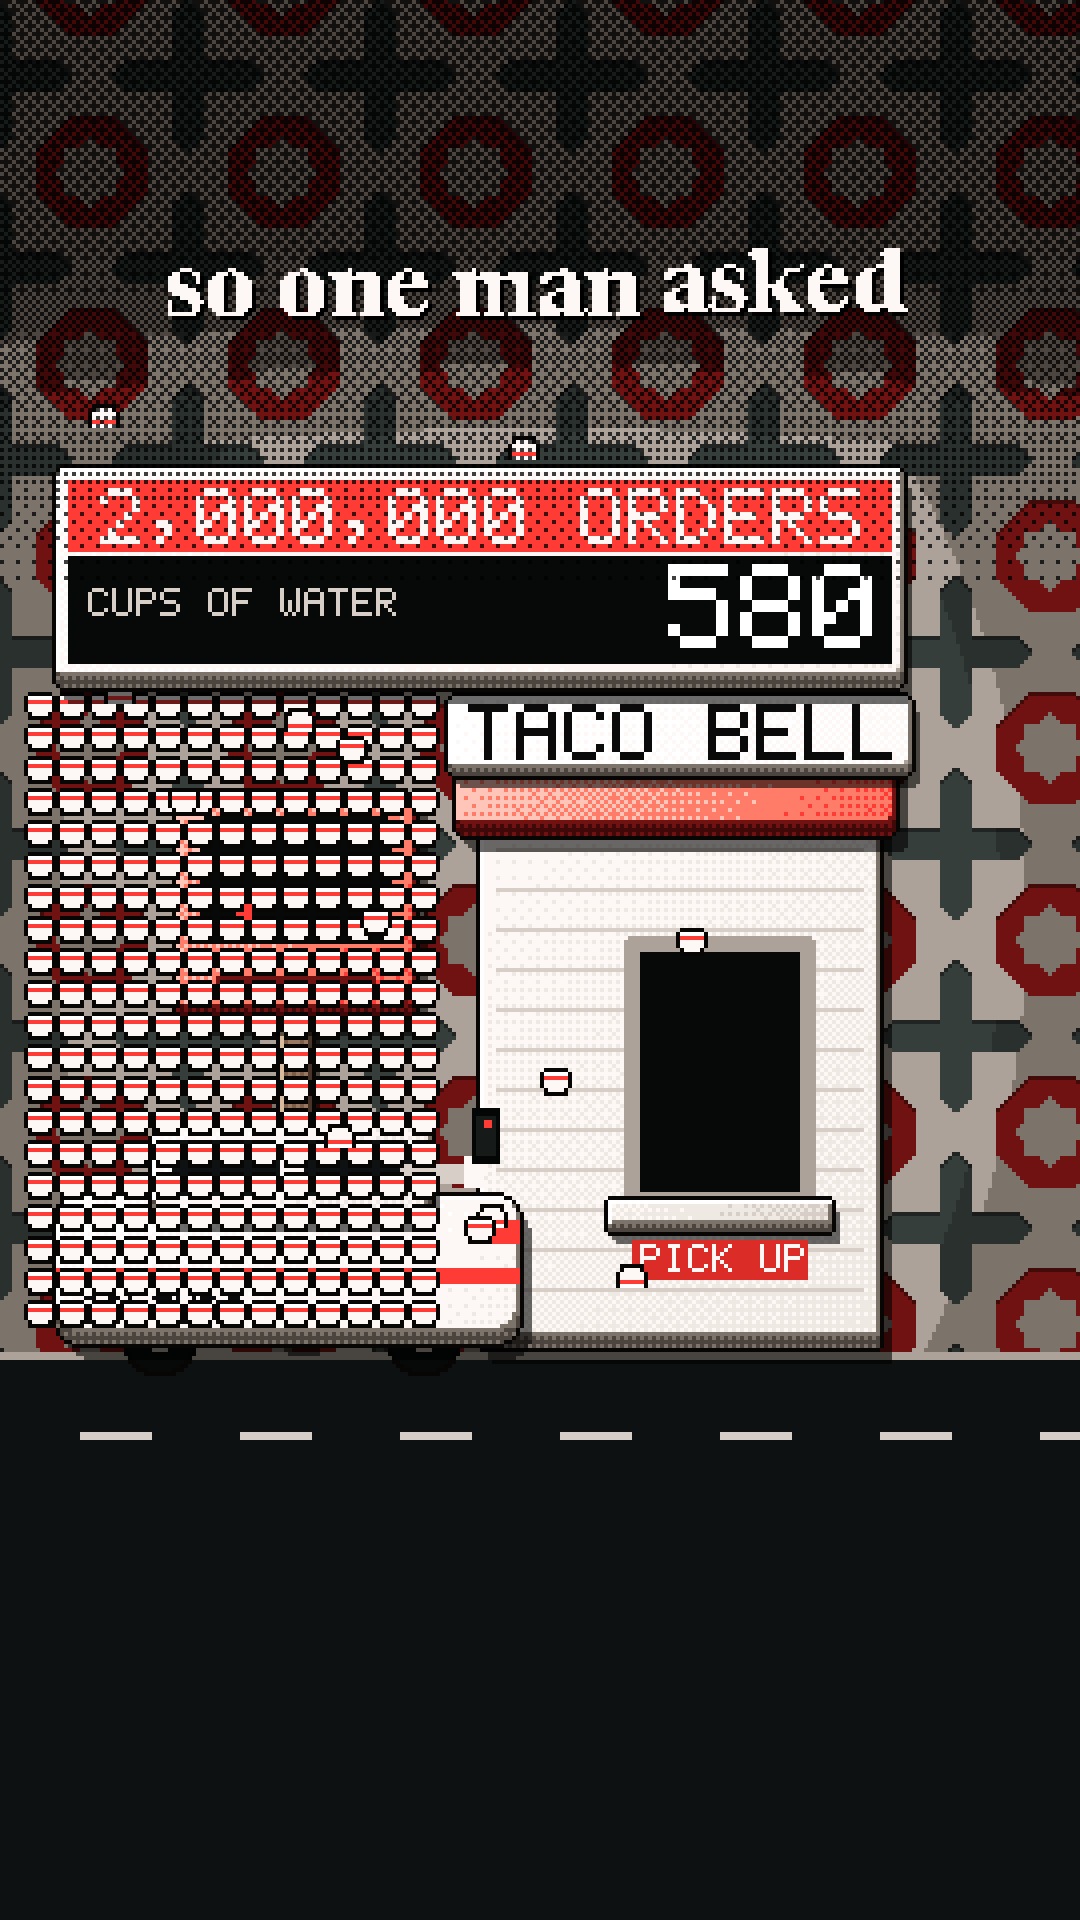 so one man asked
2,000,000 ORDERS
CUPS OF WATER 580
TACO BELL
PICK UP